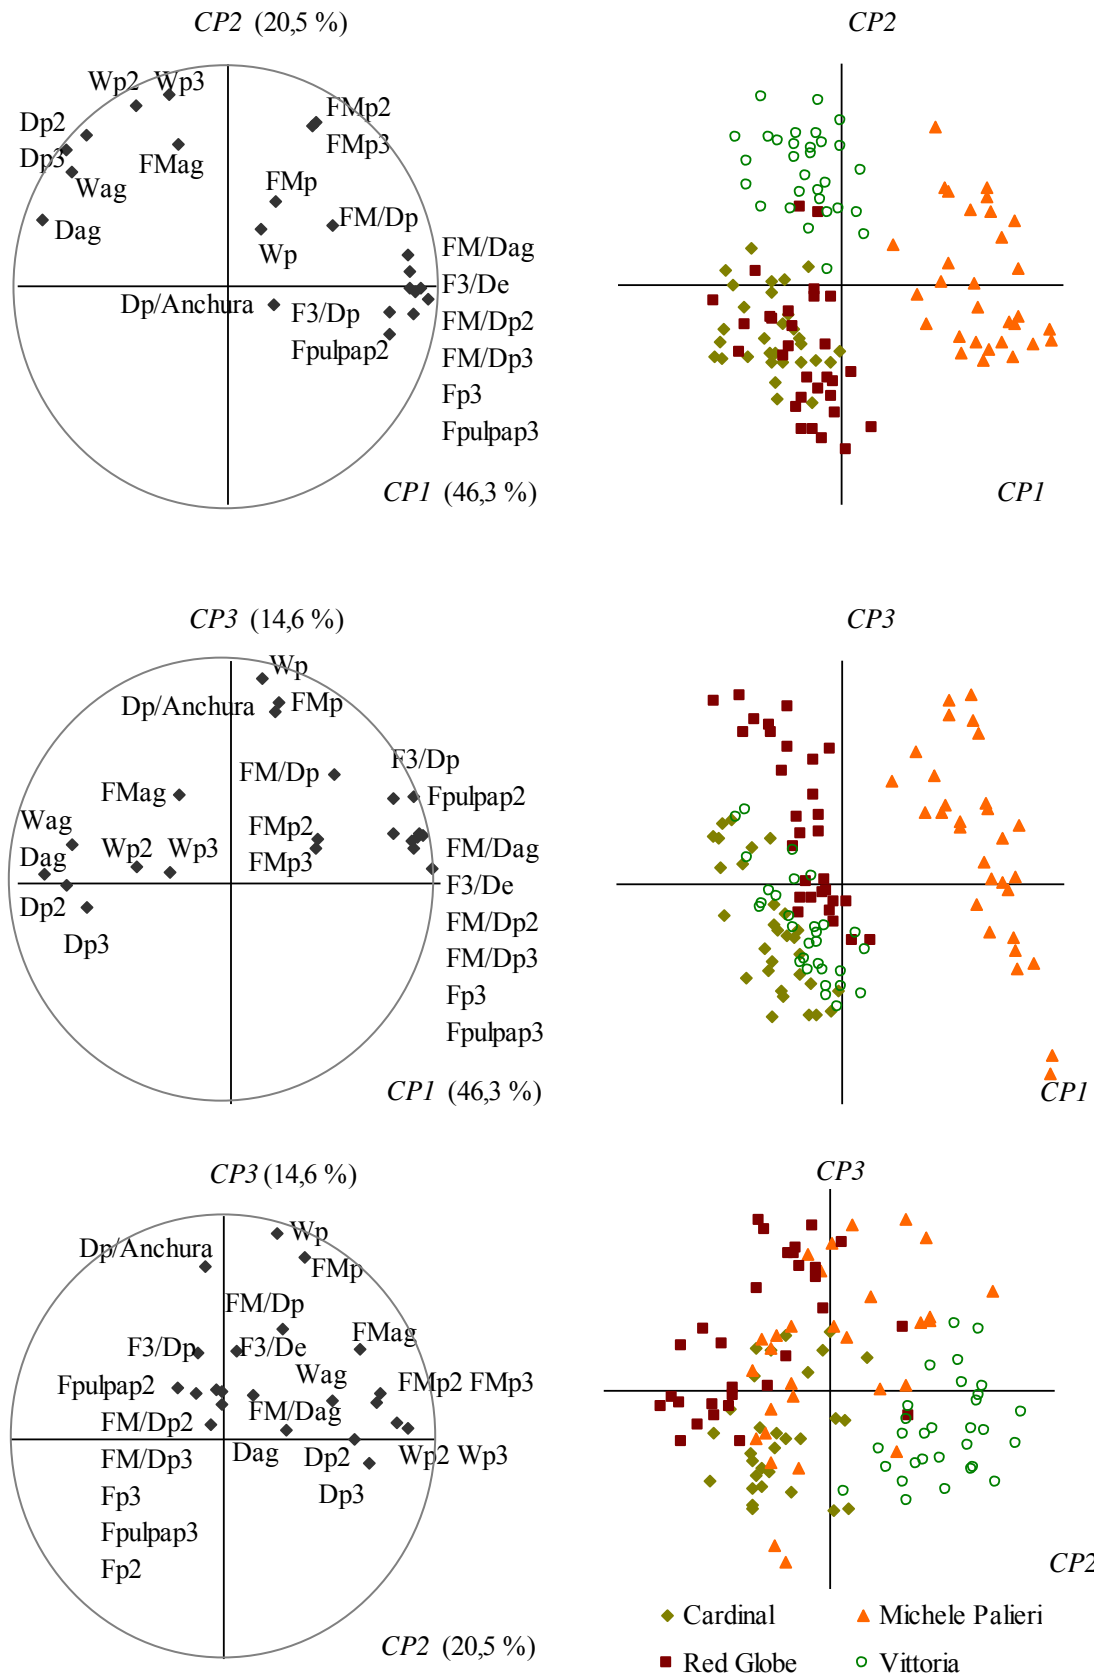 CP2 (20,5 %)
CP2
Wp2 Wp3
FMp2
Dp2
FMp3
Dp3
FMag
Wag
FMp
FM/Dp
Dag
Wp
FM/Dag
F3/De
Dp/Anchura
F3/Dp
FM/Dp2
Fpulpap2
FM/Dp3
Fp3
Fpulpap3
CP1 (46,3 %)
CP1
CP3 (14,6 %)
CP3
Wp
Dp/Anchura
FMp
F3/Dp
FM/Dp
FMag
Fpulpap2
Wag
FMp2
Dag
Wp2 Wp3
FMp3
FM/Dag
F3/De
Dp2
FM/Dp2
Dp3
FM/Dp3
Fp3
Fpulpap3
CP1 (46,3 %)
CP1
CP3 (14,6 %)
CP3
Wp
Dp/Anchura
FMp
FM/Dp
FMag
F3/Dp
F3/De
Fpulpap2
Wag
FMp2 FMp3
FM/Dp2
FM/Dag
FM/Dp3
Dag
Dp2
Wp2 Wp3
Fp3
Dp3
Fpulpap3
Fp2
CP2
CP2 (20,5 %)
Cardinal
Michele Palieri
Red Globe
Vittoria